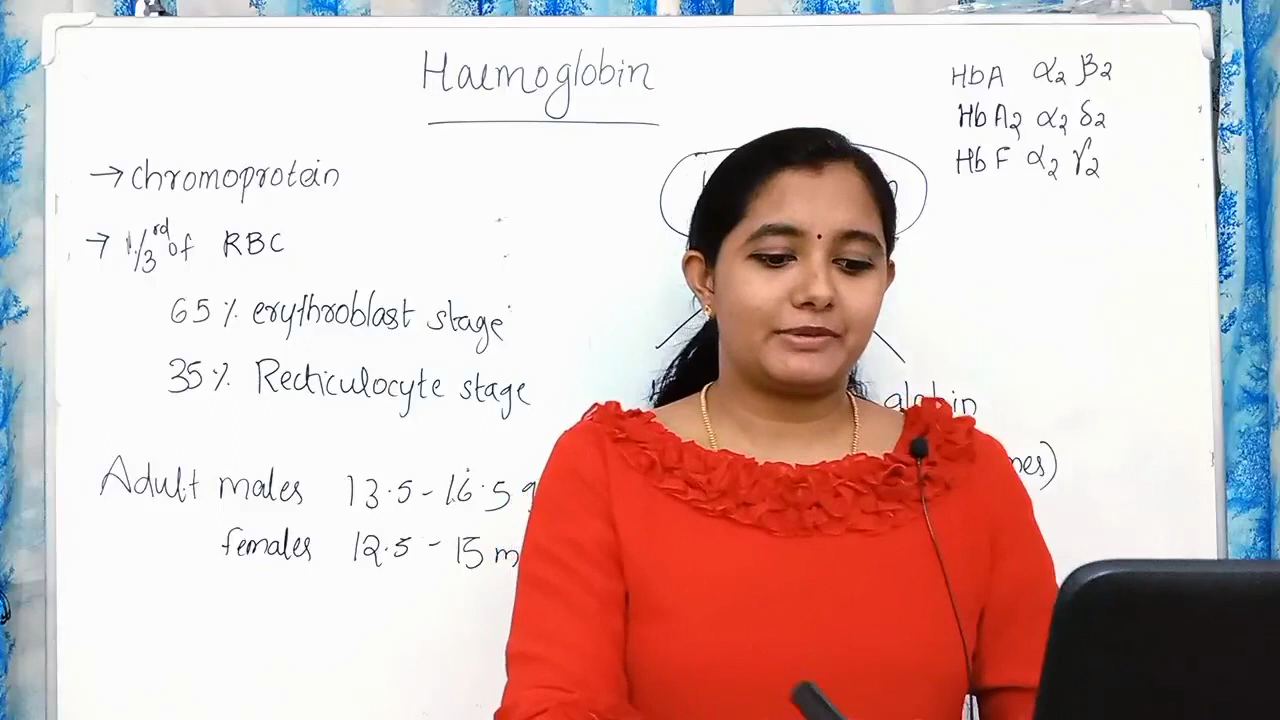 Haemoglobin
→ chromoprotein
→ 1/3rd of RBC
65% erythroblast stage
35% Recticulocyte stage
Adult males 13.5 - 16.5 g
females 12.5 - 15 m
HbA α2 β2
HbA2 α2 δ2
HbF α2 γ2
globin